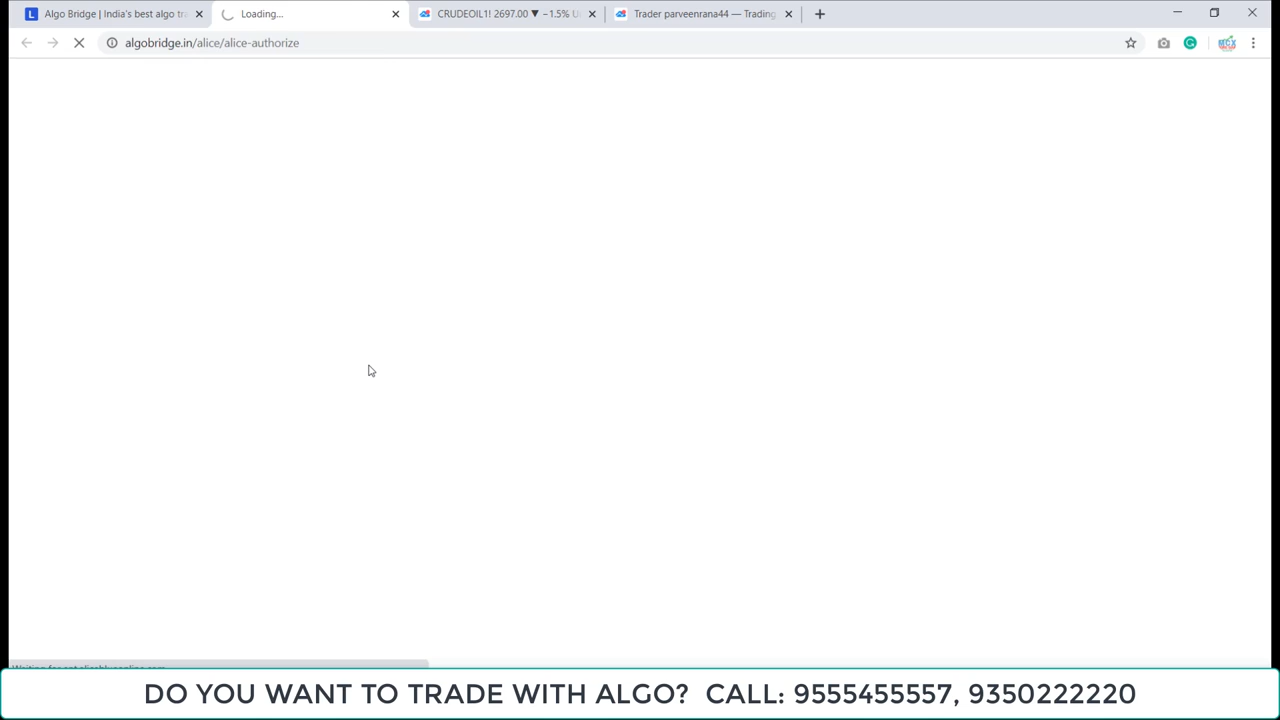 Algo Bridge | India's best algo tra
Loading...
CRUDEOIL1! 2697.00 ▼ −1.5% U
Trader parveenrana44 — Trading
algobridge.in/alice/alice-authorize
DO YOU WANT TO TRADE WITH ALGO? CALL: 9555455557, 9350222220